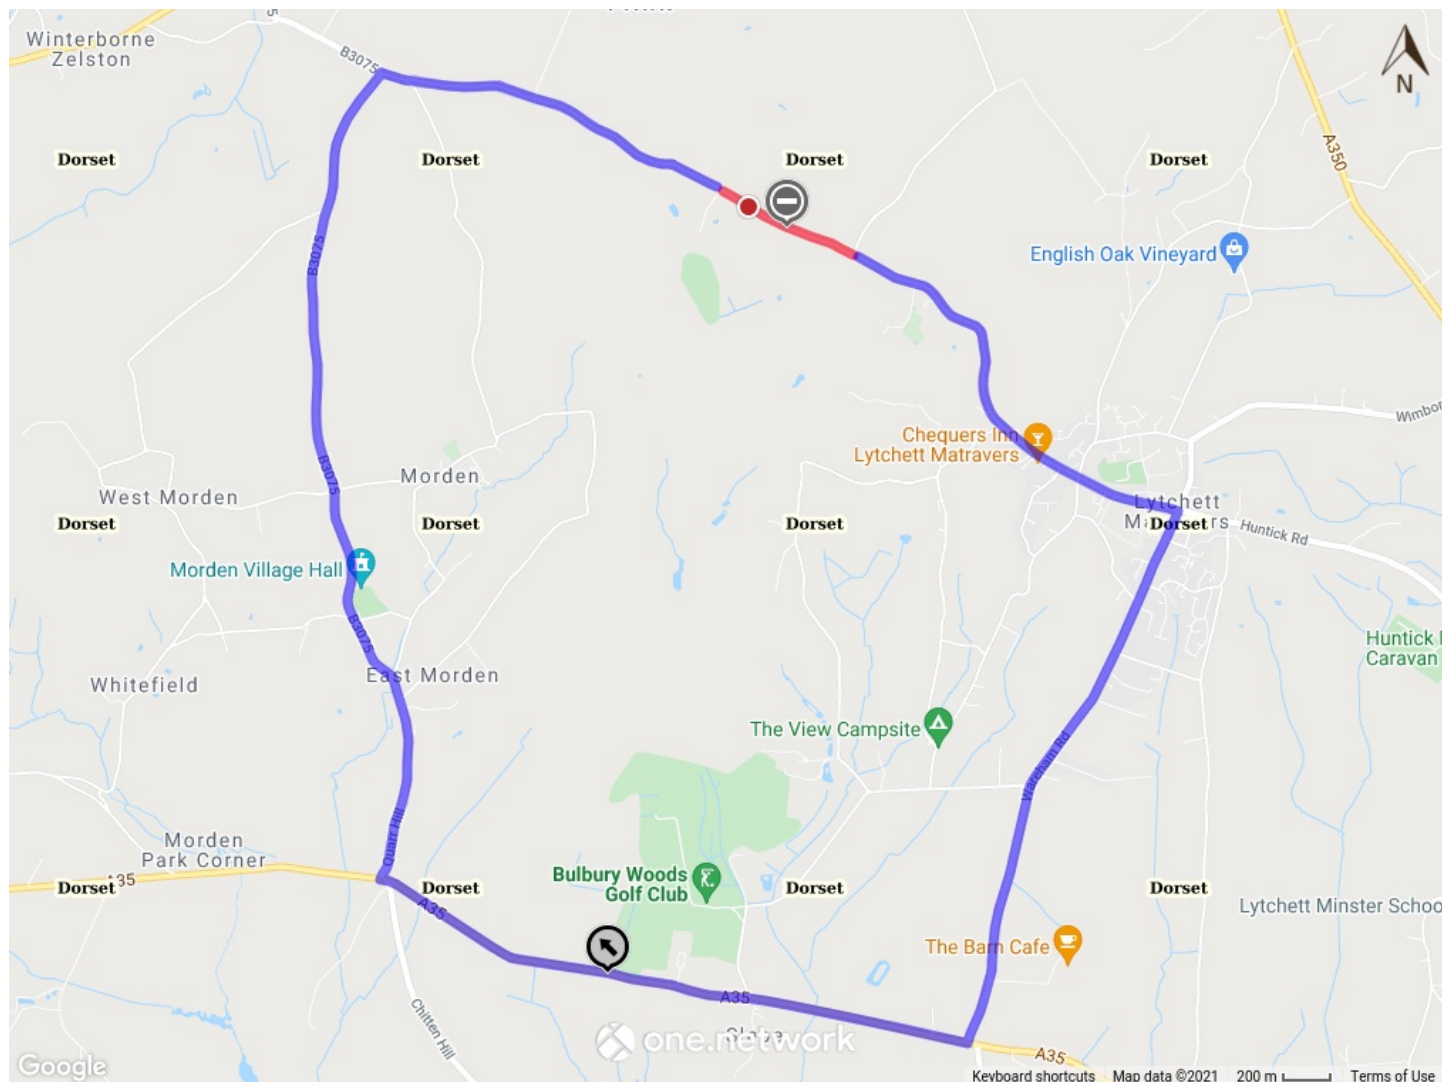 Winterborne
Zelston
B3075
N
Dorset
Dorset
Dorset
Dorset
A350
B3075
English Oak Vineyard
Chequers Inn
Lytchett Matravers
Morden
West Morden
B3075
Dorset
Dorset
Dorset
Lytchett
Dorset
Huntick Rd
Morden Village Hall
B3075
East Morden
Whitefield
Huntick
Caravan
The View Campsite
Wareham Rd
Quarr Hill
Morden
Park Corner
A35
Dorset
Dorset
Dorset
Dorset
Bulbury Woods
Golf Club
A35
Lytchett Minster
The Barn Cafe
A35
Chitten Hill
one.network
A35
Google
Keyboard shortcuts
Map data ©2021
200 m
Terms of Use